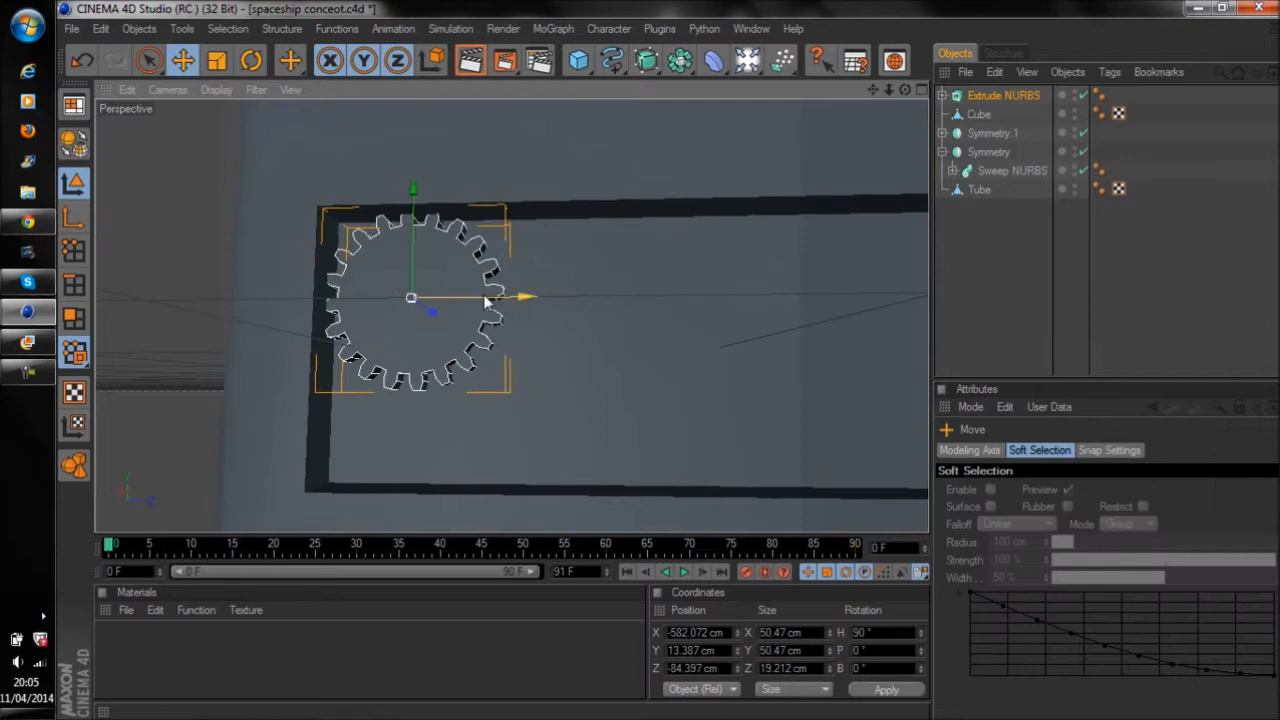 CINEMA 4D Studio (RC ) (32 Bit) - [spaceship conceot.c4d *]
File Edit Objects Tools Selection Structure Functions Animation Simulation Render MoGraph Character Plugins Python Window Help
Edit Cameras Display Filter View
Perspective
Objects Structure
File Edit View Objects Tags Bookmarks
Extrude NURBS
Cube
Symmetry.1
Symmetry
Sweep NURBS
Tube
Attributes
Mode Edit User Data
Move
Modeling Axis Soft Selection Snap Settings
Soft Selection
Enable Preview
Surface Rubber Restrict
Falloff Linear Mode Group
Radius 100 cm
Strength 100 %
Width 50 %
0 5 10 15 20 25 30 35 40 45 50 55 60 65 70 75 80 85 90 0 F
0 F 0 F 90 F 91 F
Materials
File Edit Function Texture
Coordinates
Position Size Rotation
X -582.072 cm X 50.47 cm H 90 °
Y 13.387 cm Y 50.47 cm P 0 °
Z -84.397 cm Z 19.212 cm B 0 °
Object (Rel) Size Apply
MAXON CINEMA 4D
20:05
11/04/2014